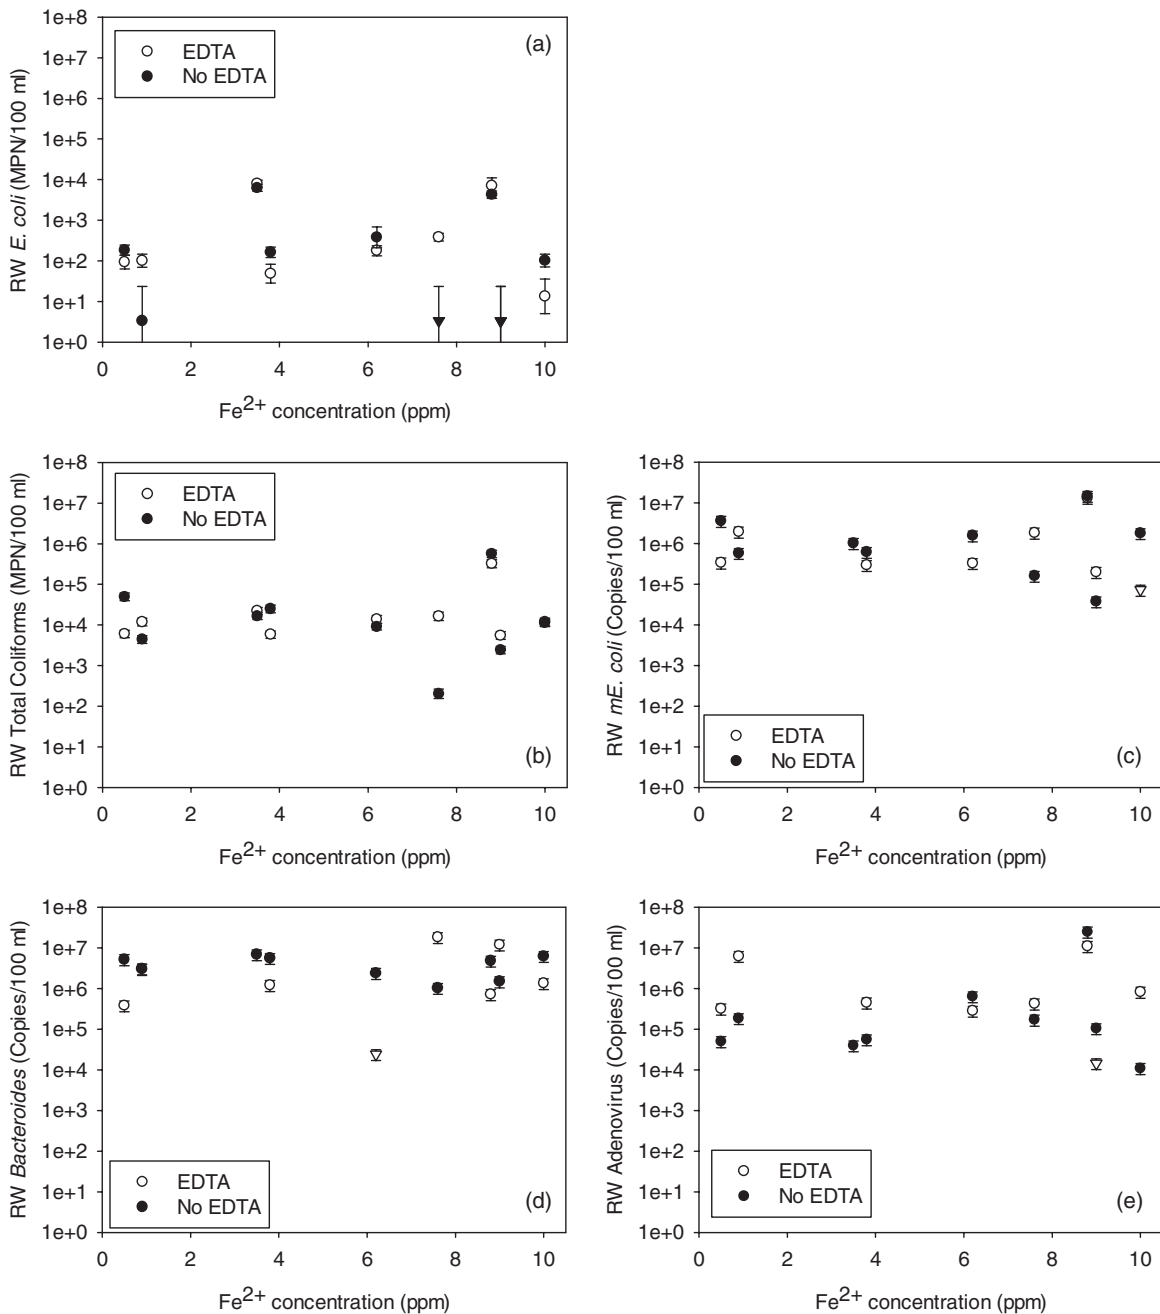 1e+8
1e+7
1e+6
1e+5
1e+4
1e+3
1e+2
1e+1
1e+0
RW E. coli (MPN/100 ml)
EDTA
No EDTA
(a)
0 2 4 6 8 10
Fe2+ concentration (ppm)
1e+8
1e+7
1e+6
1e+5
1e+4
1e+3
1e+2
1e+1
1e+0
RW Total Coliforms (MPN/100 ml)
EDTA
No EDTA
(b)
0 2 4 6 8 10
Fe2+ concentration (ppm)
1e+8
1e+7
1e+6
1e+5
1e+4
1e+3
1e+2
1e+1
1e+0
RW mE. coli (Copies/100 ml)
EDTA
No EDTA
(c)
0 2 4 6 8 10
Fe2+ concentration (ppm)
1e+8
1e+7
1e+6
1e+5
1e+4
1e+3
1e+2
1e+1
1e+0
RW Bacteroides (Copies/100 ml)
EDTA
No EDTA
(d)
0 2 4 6 8 10
Fe2+ concentration (ppm)
1e+8
1e+7
1e+6
1e+5
1e+4
1e+3
1e+2
1e+1
1e+0
RW Adenovirus (Copies/100 ml)
EDTA
No EDTA
(e)
0 2 4 6 8 10
Fe2+ concentration (ppm)